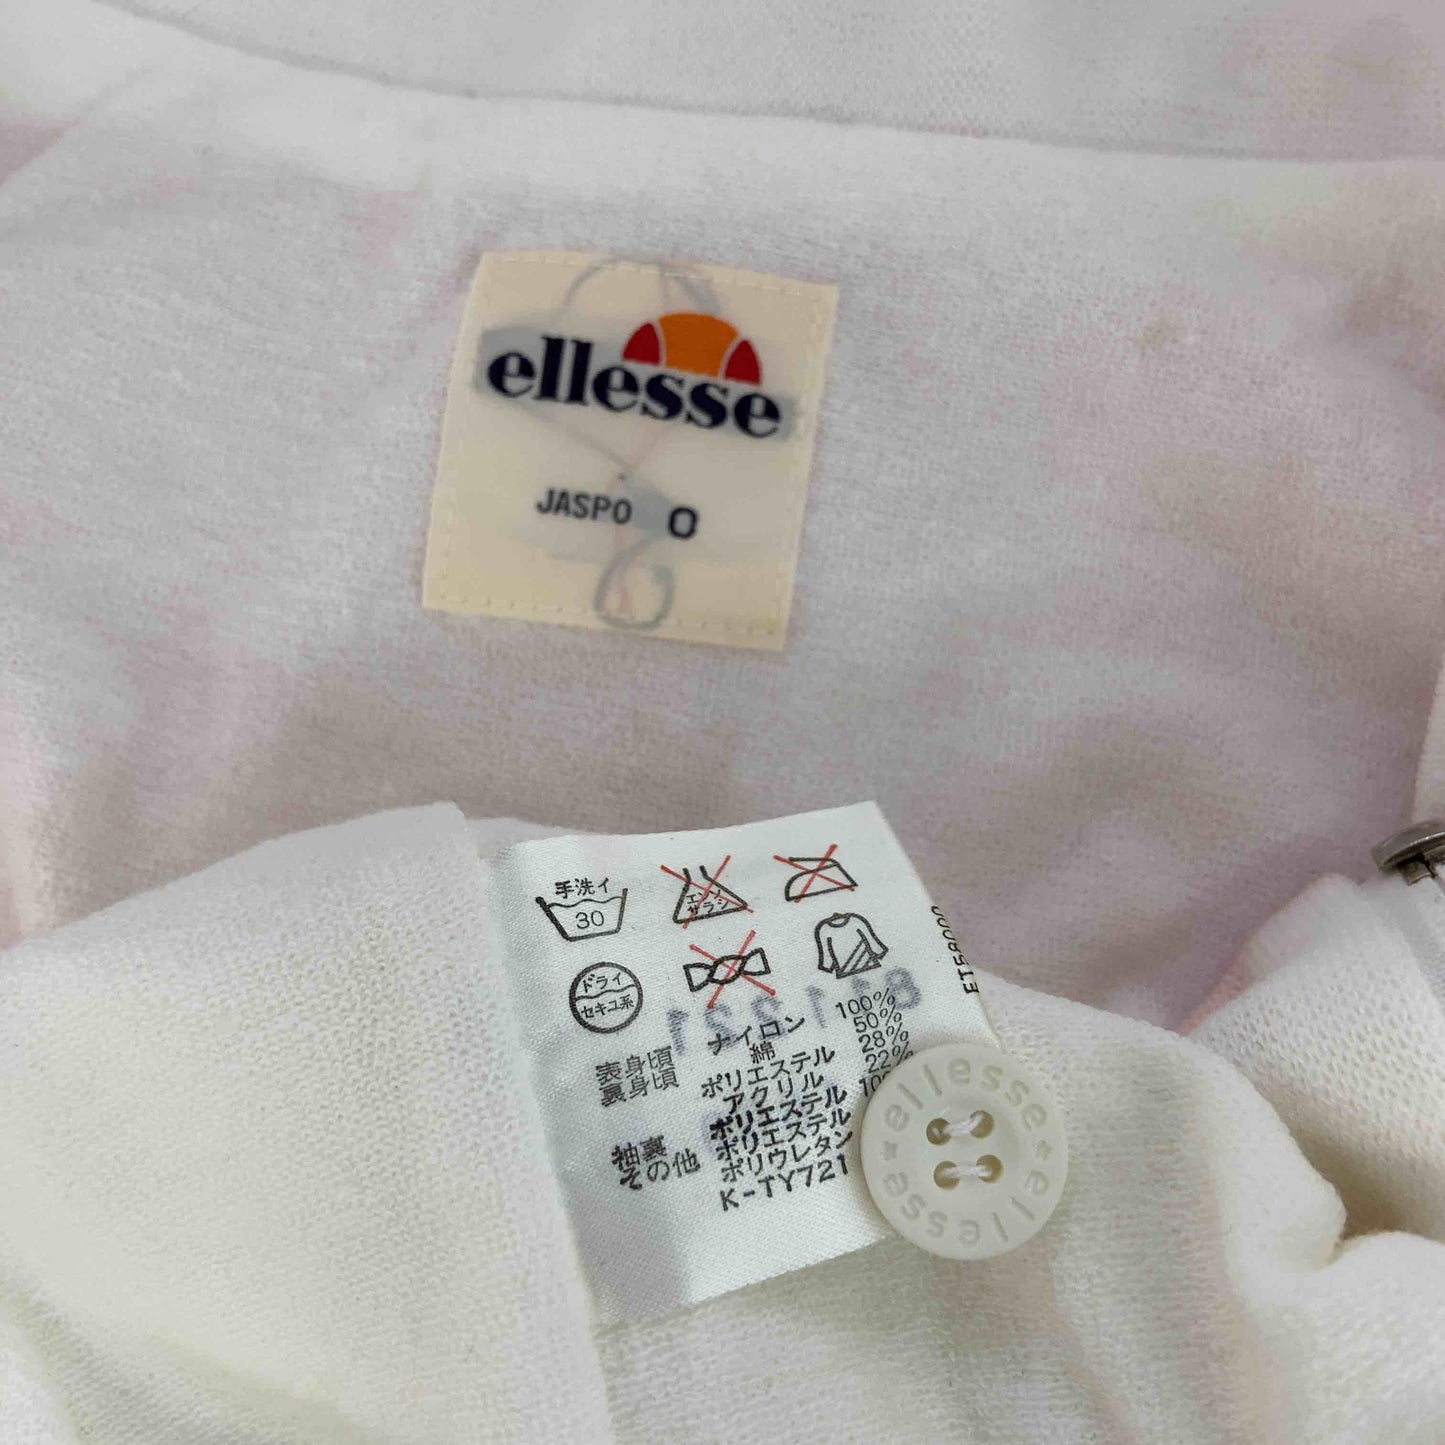 ellesse
JASPO O
手洗イ
30
エンソ
サラシ
ドライ
セキユ系
ET58000
表身頃 ナイロン 100%
裏身頃 綿 50%
ポリエステル 28%
アクリル 22%
袖裏 ポリエステル
その他 ポリエステル
ポリウレタン
K-TY721
ellesse ★ ellesse ★